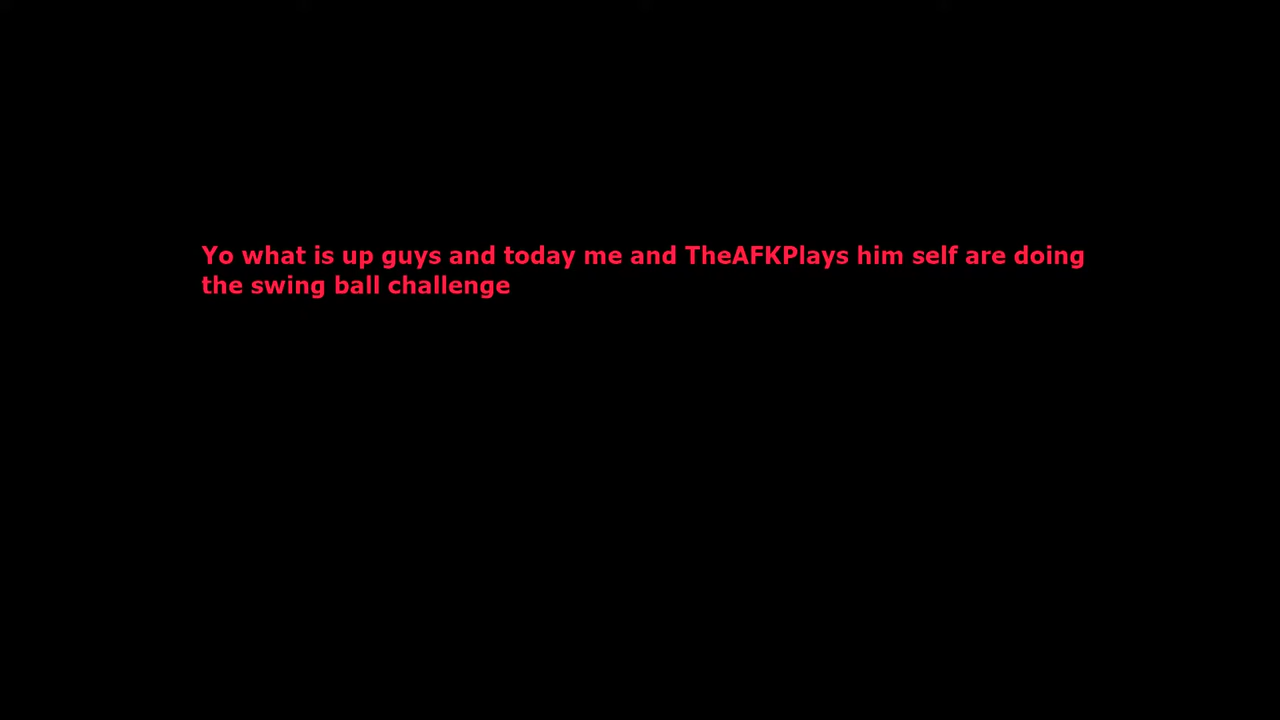 Yo what is up guys and today me and TheAFKPlays him self are doing
the swing ball challenge